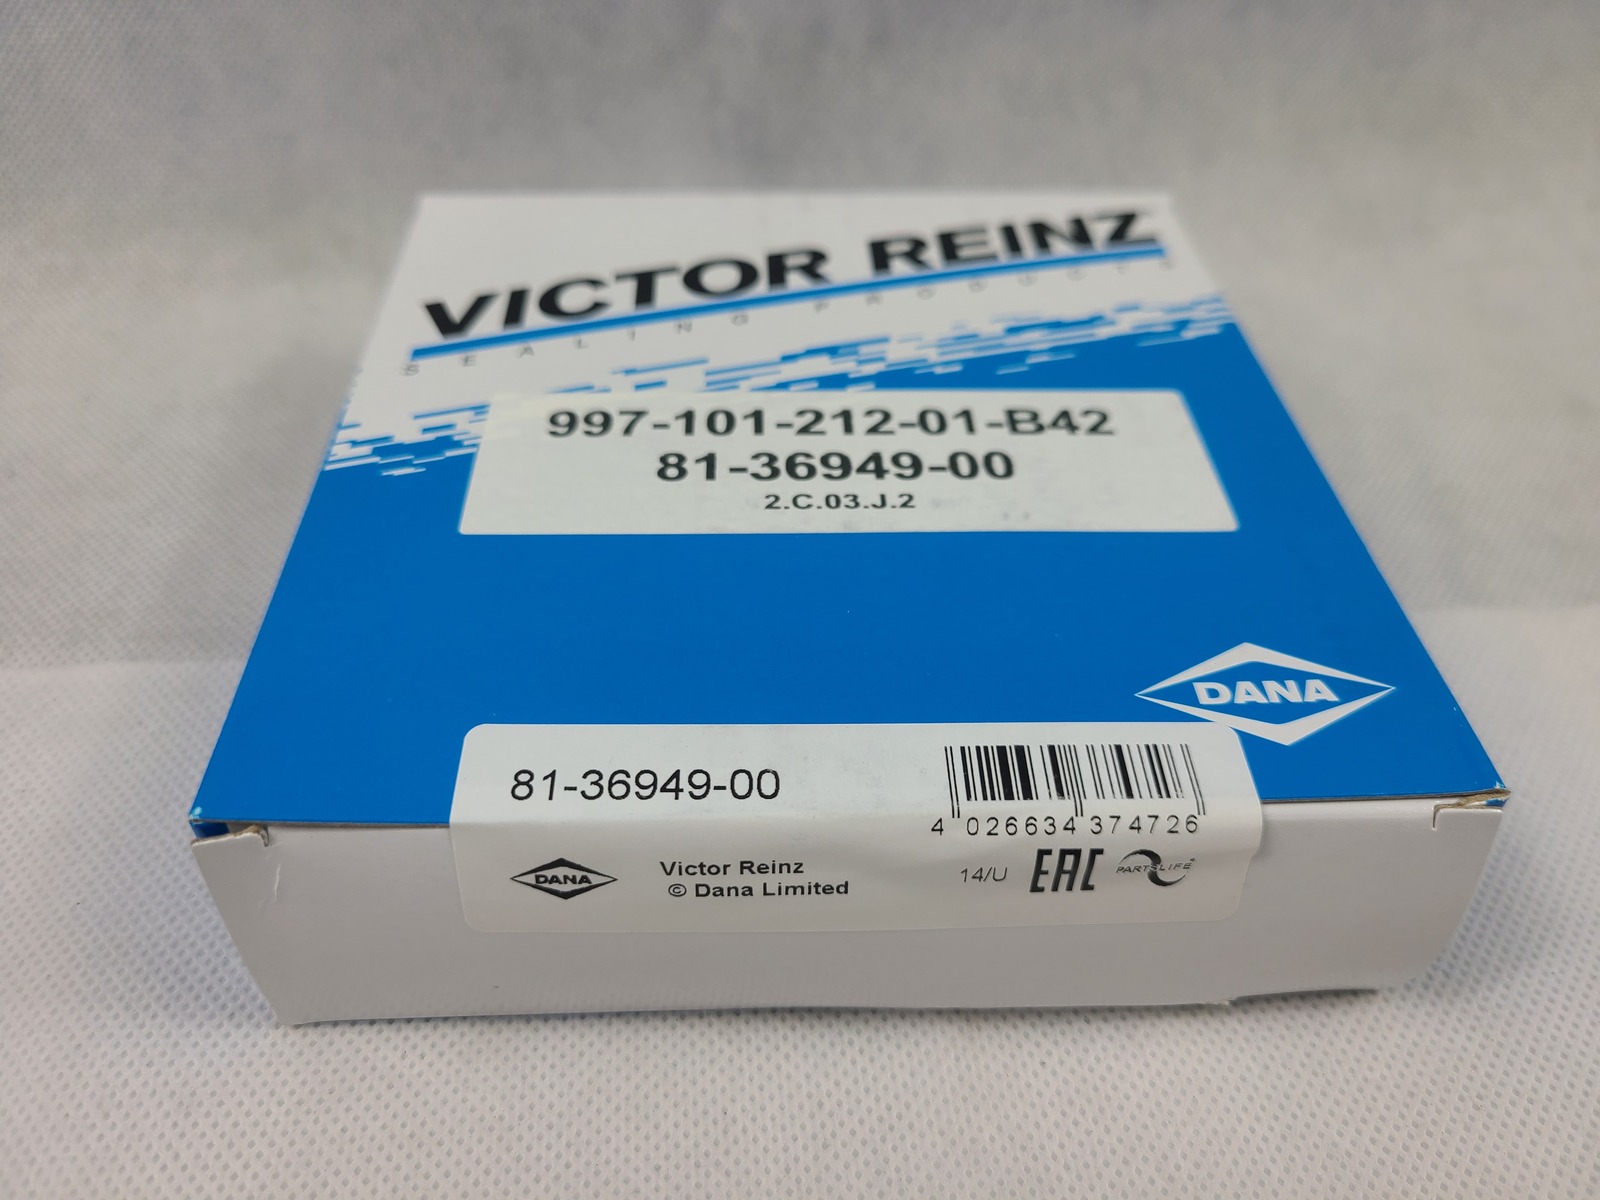 VICTOR REINZ
SEALING PRODUCTS
997-101-212-01-B42
81-36949-00
2.C.03.J.2
DANA
81-36949-00
4 026634 374726
DANA
Victor Reinz
© Dana Limited
14/U
EAC
PARTSLIFE®